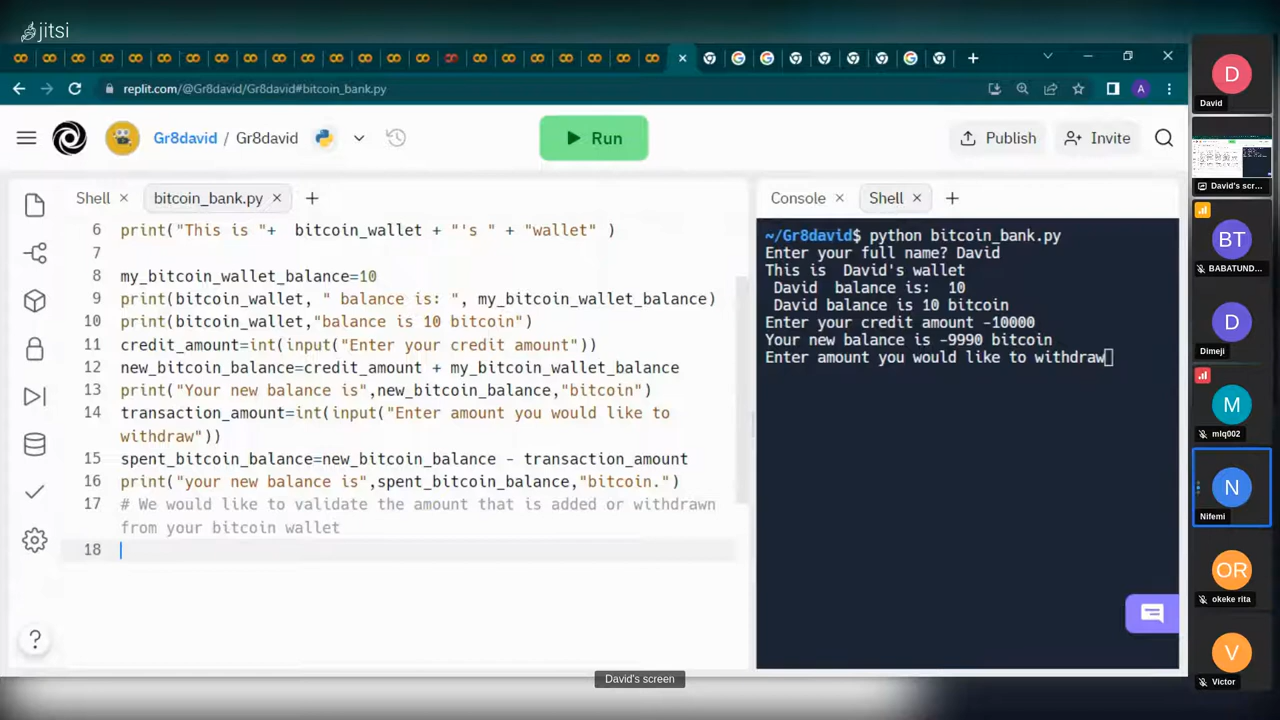 jitsi
replit.com/@Gr8david/Gr8david#bitcoin_bank.py
A
Gr8david / Gr8david
Run
Publish
Invite
Shell
bitcoin_bank.py
6 print("This is "+  bitcoin_wallet + "'s " + "wallet" )
7
8 my_bitcoin_wallet_balance=10
9 print(bitcoin_wallet, " balance is: ", my_bitcoin_wallet_balance)
10 print(bitcoin_wallet,"balance is 10 bitcoin")
11 credit_amount=int(input("Enter your credit amount"))
12 new_bitcoin_balance=credit_amount + my_bitcoin_wallet_balance
13 print("Your new balance is",new_bitcoin_balance,"bitcoin")
14 transaction_amount=int(input("Enter amount you would like to
withdraw"))
15 spent_bitcoin_balance=new_bitcoin_balance - transaction_amount
16 print("your new balance is",spent_bitcoin_balance,"bitcoin.")
17 # We would like to validate the amount that is added or withdrawn
from your bitcoin wallet
18
Console
Shell
~/Gr8david$ python bitcoin_bank.py
Enter your full name? David
This is  David's wallet
David  balance is:  10
David balance is 10 bitcoin
Enter your credit amount -10000
Your new balance is -9990 bitcoin
Enter amount you would like to withdraw
David's screen
D
David
David's scr...
BT
BABATUND...
D
Dimeji
M
mlq002
N
Nifemi
OR
okeke rita
V
Victor